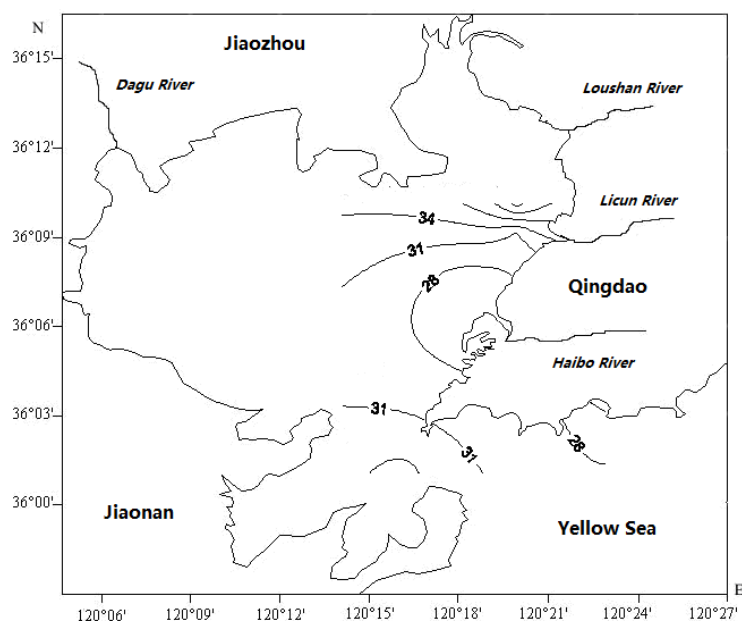 N
Jiaozhou
36°15'
Dagu River
Loushan River
36°12'
Licun River
34
36°09'
31
28
Qingdao
36°06'
Haibo River
36°03'
31
31
28
36°00'
Jiaonan
Yellow Sea
E
120°06' 120°09' 120°12' 120°15' 120°18' 120°21' 120°24' 120°27'